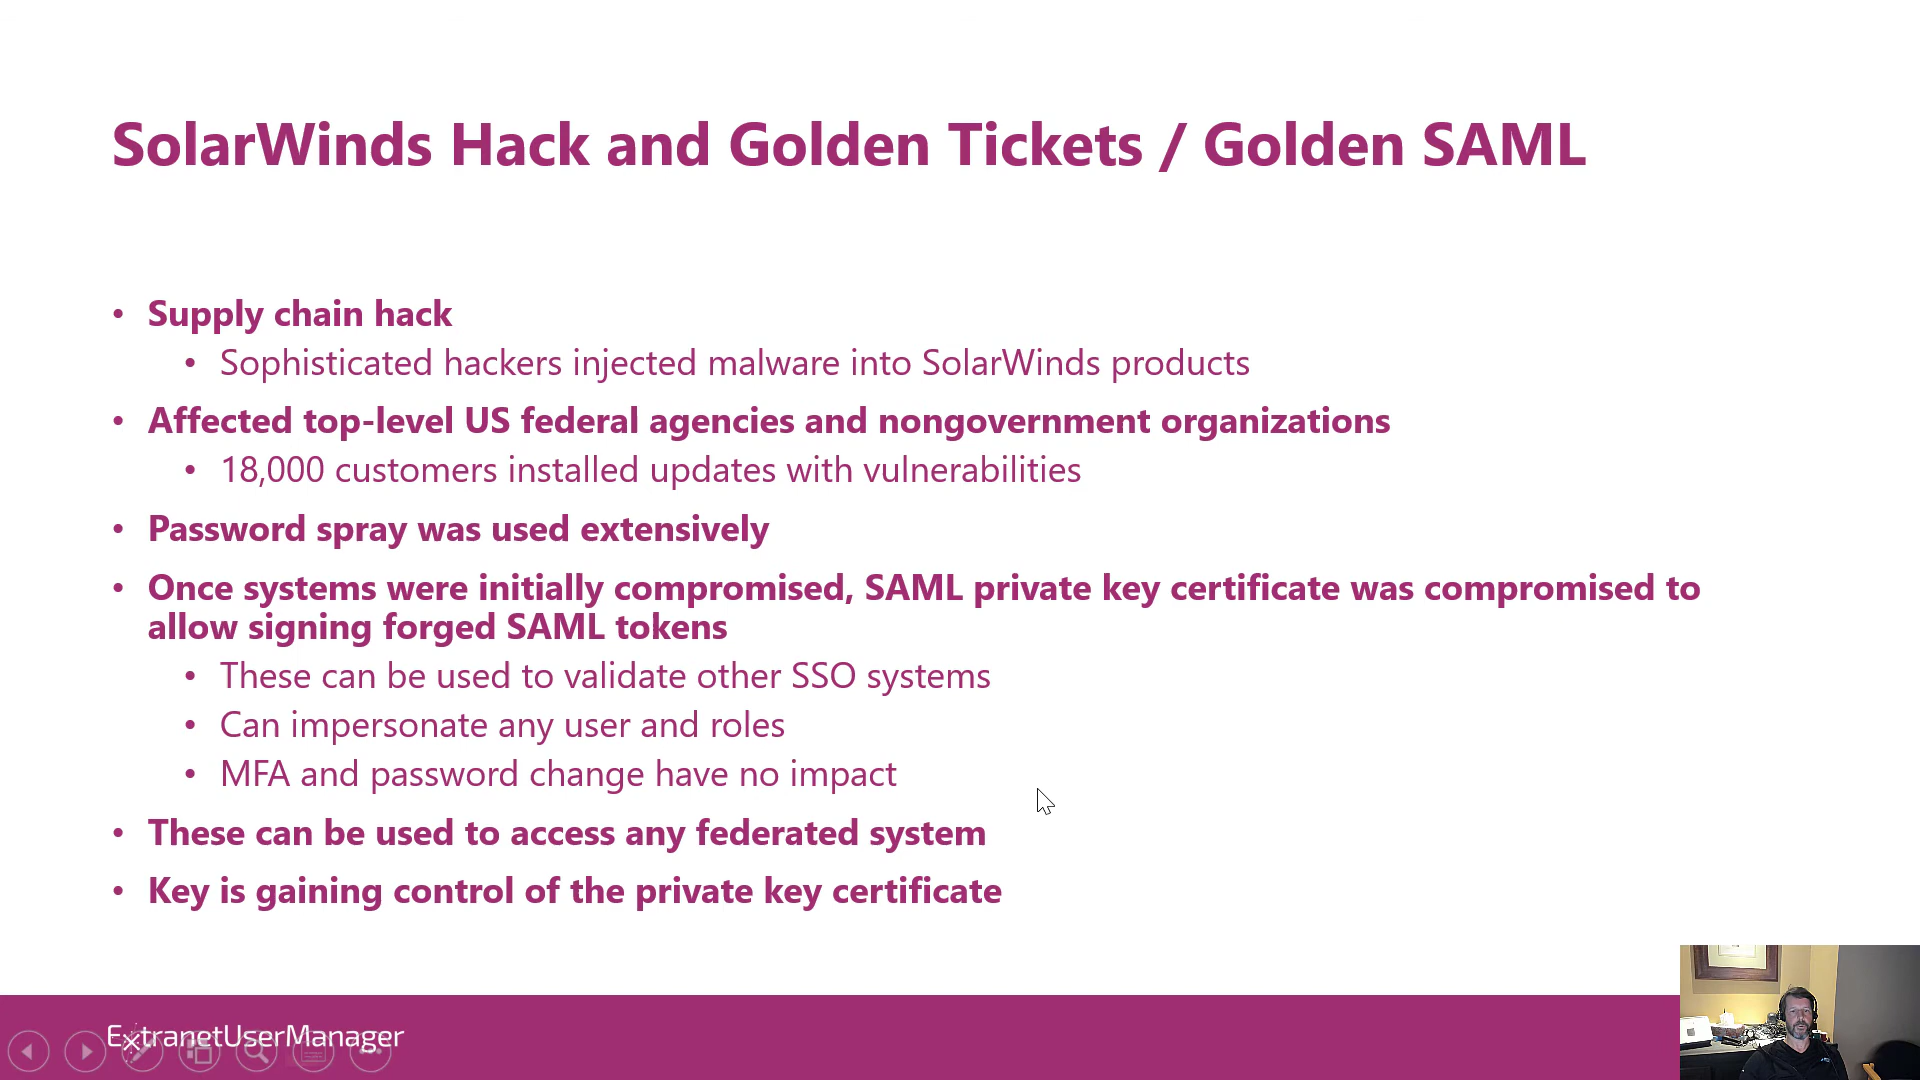 SolarWinds Hack and Golden Tickets / Golden SAML
• Supply chain hack
• Sophisticated hackers injected malware into SolarWinds products
• Affected top-level US federal agencies and nongovernment organizations
• 18,000 customers installed updates with vulnerabilities
• Password spray was used extensively
• Once systems were initially compromised, SAML private key certificate was compromised to
allow signing forged SAML tokens
• These can be used to validate other SSO systems
• Can impersonate any user and roles
• MFA and password change have no impact
• These can be used to access any federated system
• Key is gaining control of the private key certificate
ExtranetUserManager